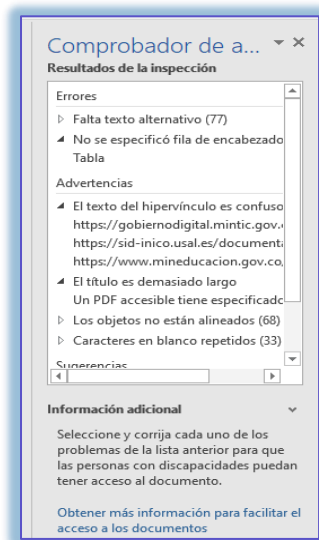 Comprobador de a...
Resultados de la inspección
Errores
Falta texto alternativo (77)
No se especificó fila de encabezado
Tabla
Advertencias
El texto del hipervínculo es confuso
https://gobiernodigital.mintic.gov.
https://sid-inico.usal.es/documenta
https://www.mineducacion.gov.co,
El título es demasiado largo
Un PDF accesible tiene especificado
Los objetos no están alineados (68)
Caracteres en blanco repetidos (33)
Sugerencias
Información adicional
Seleccione y corrija cada uno de los
problemas de la lista anterior para que
las personas con discapacidades puedan
tener acceso al documento.
Obtener más información para facilitar el
acceso a los documentos